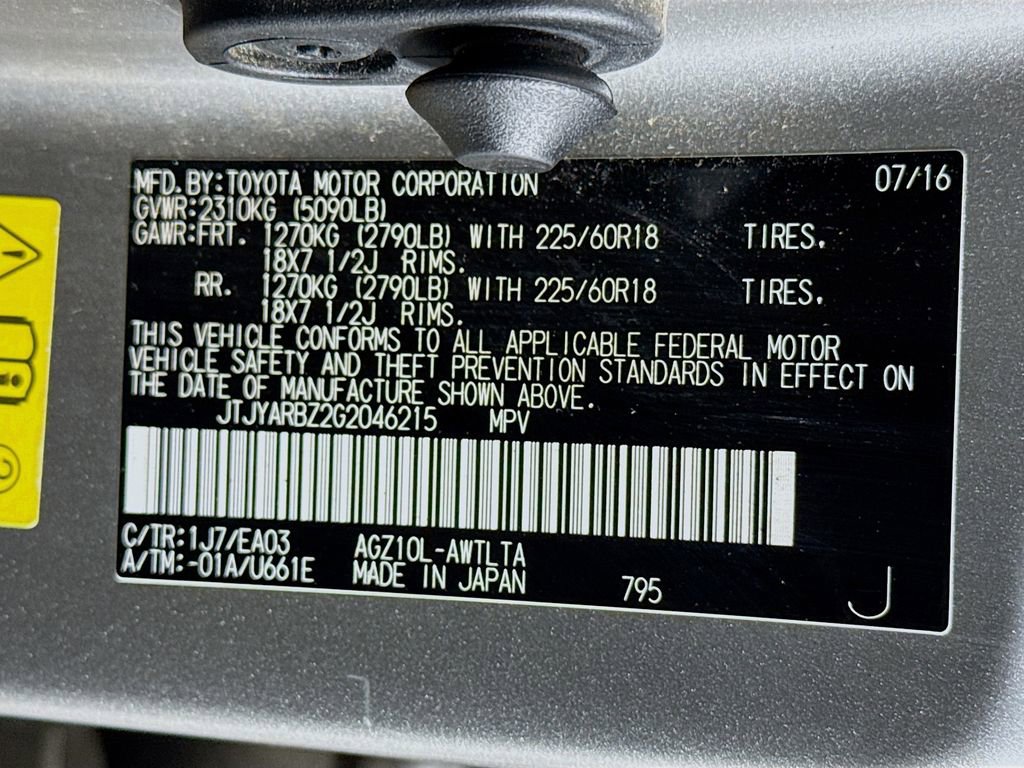 MFD.BY:TOYOTA MOTOR CORPORATION 07/16
GVWR:2310KG (5090LB)
GAWR:FRT. 1270KG (2790LB) WITH 225/60R18 TIRES.
18X7 1/2J RIMS.
RR. 1270KG (2790LB) WITH 225/60R18 TIRES.
18X7 1/2J RIMS.
THIS VEHICLE CONFORMS TO ALL APPLICABLE FEDERAL MOTOR
VEHICLE SAFETY AND THEFT PREVENTION STANDARDS IN EFFECT ON
THE DATE OF MANUFACTURE SHOWN ABOVE.
JTJYARBZ2G2046215 MPV
C/TR:1J7/EA03 AGZ10L-AWTLTA
A/TM:-01A/U661E MADE IN JAPAN 795 J